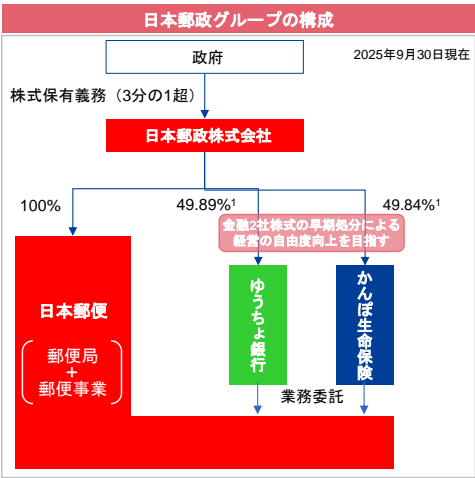 日本郵政グループの構成
政府
2025年9月30日現在
株式保有義務（3分の1超）
日本郵政株式会社
100%
49.89%¹
49.84%¹
金融2社株式の早期処分による
経営の自由度向上を目指す
日本郵便
郵便局
+
郵便事業
ゆうちょ銀行
かんぽ生命保険
業務委託